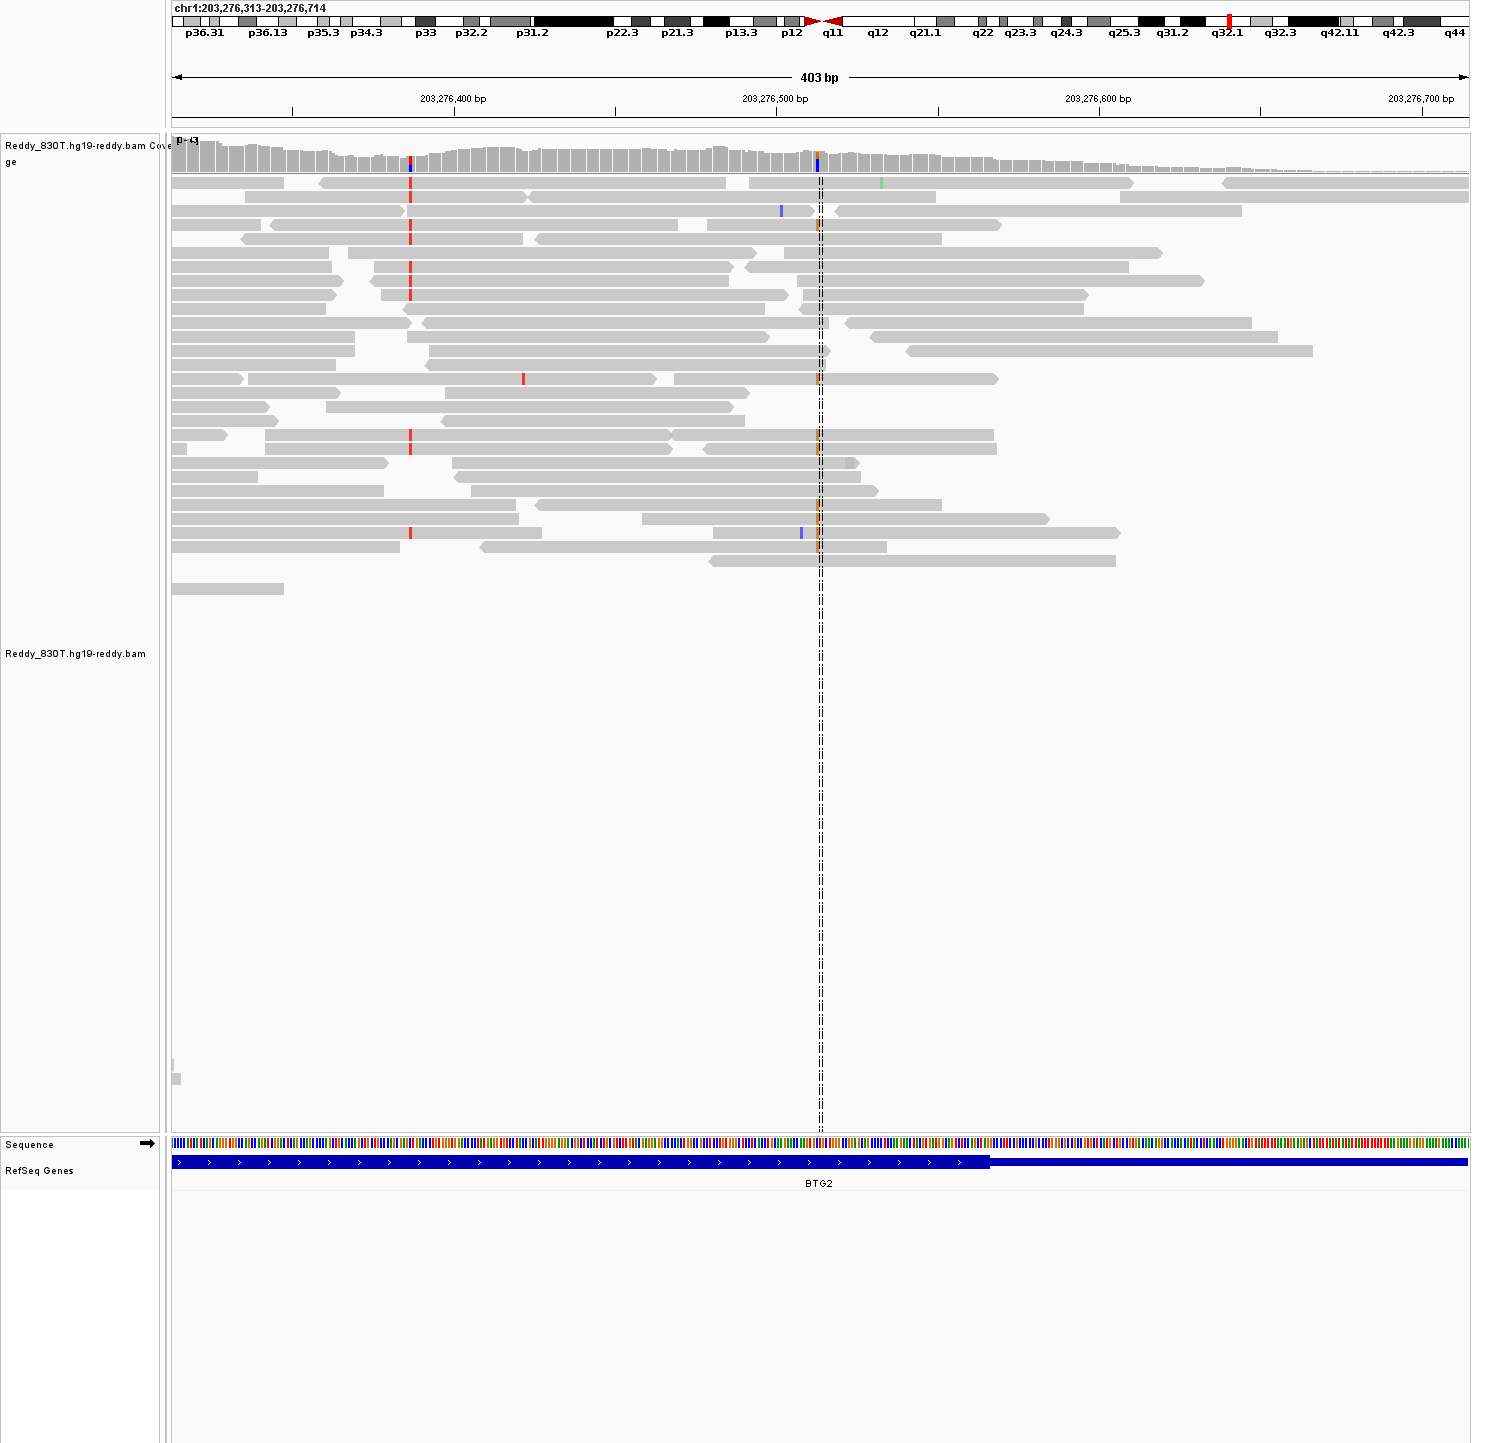 chr1:203,276,313-203,276,714
p36.31 p36.13 p35.3 p34.3 p33 p32.2 p31.2 p22.3 p21.3 p13.3 p12 q11 q12 q21.1 q22 q23.3 q24.3 q25.3 q31.2 q32.1 q32.3 q42.11 q42.3 q44
403 bp
203,276,400 bp 203,276,500 bp 203,276,600 bp 203,276,700 bp
Reddy_830T.hg19-reddy.bam Cove
ge
Reddy_830T.hg19-reddy.bam
Sequence
RefSeq Genes
BTG2